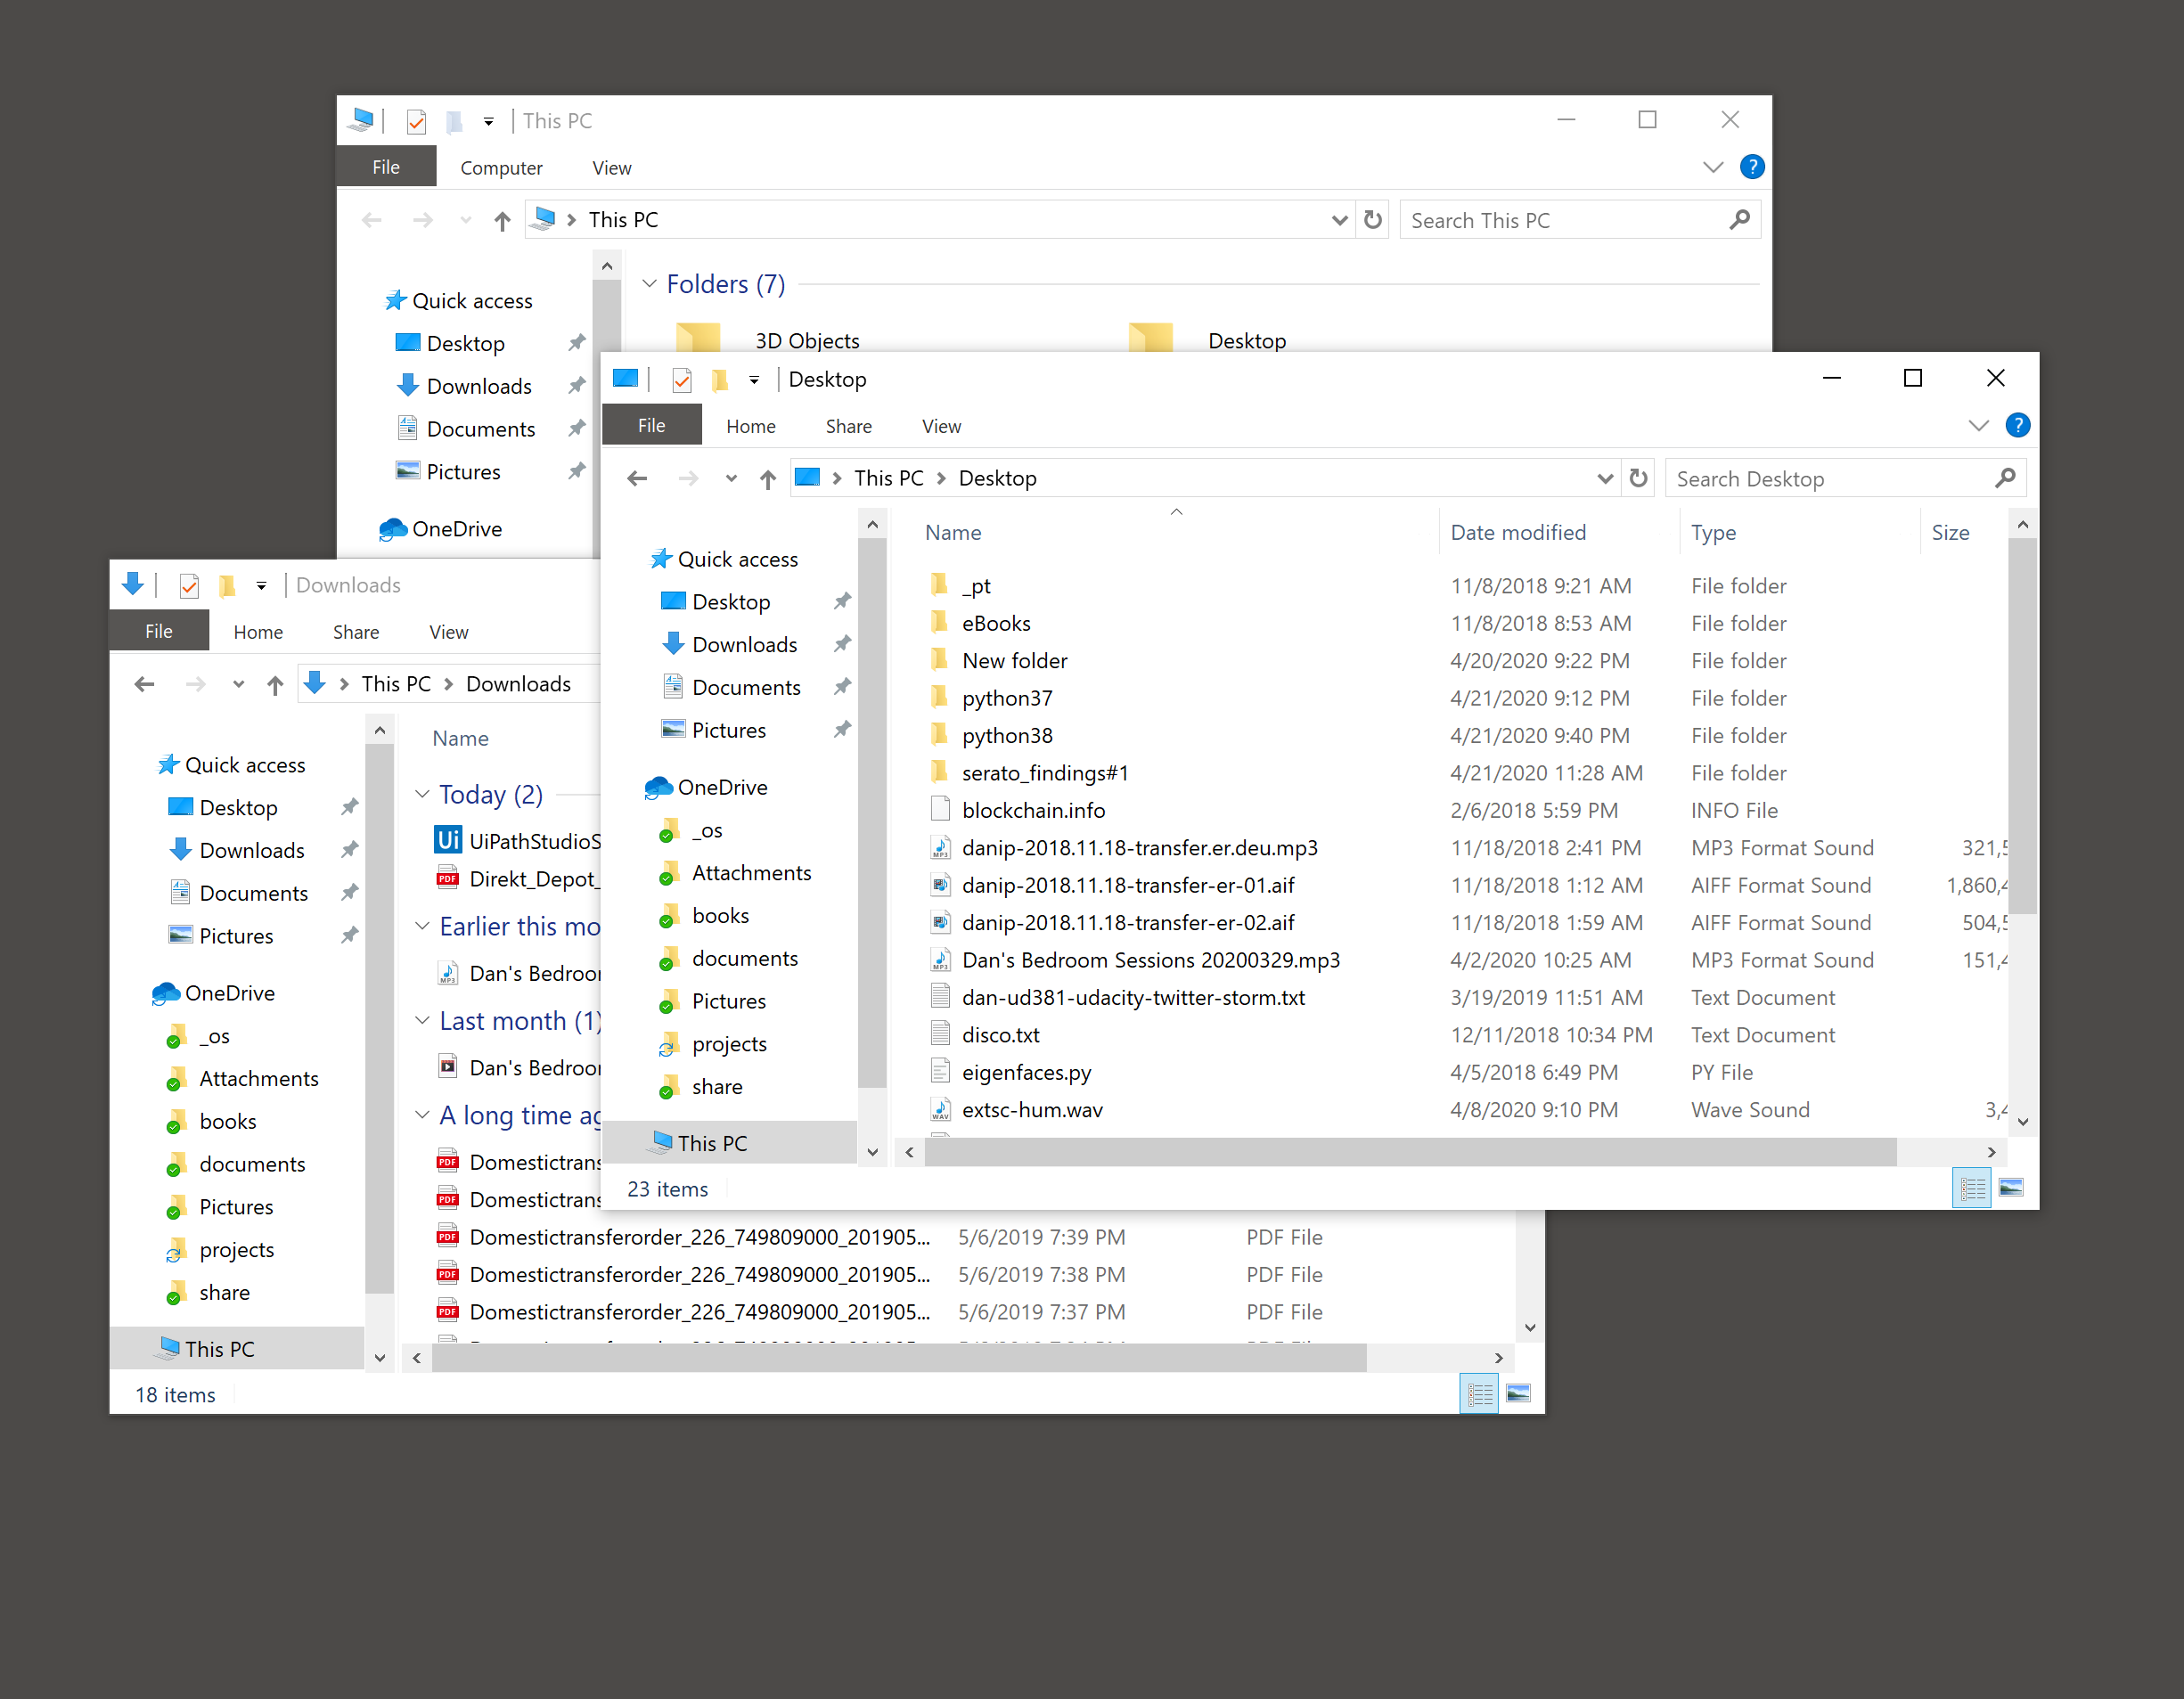 This PC
File Computer View
This PC
Search This PC
Quick access
Desktop
Downloads
Documents
Pictures
OneDrive
Folders (7)
3D Objects
Desktop
Desktop
File Home Share View
This PC Desktop
Search Desktop
Quick access
Desktop
Downloads
Documents
Pictures
OneDrive
_os
Attachments
books
documents
Pictures
projects
share
This PC
Name Date modified Type Size
_pt 11/8/2018 9:21 AM File folder
eBooks 11/8/2018 8:53 AM File folder
New folder 4/20/2020 9:22 PM File folder
python37 4/21/2020 9:12 PM File folder
python38 4/21/2020 9:40 PM File folder
serato_findings#1 4/21/2020 11:28 AM File folder
blockchain.info 2/6/2018 5:59 PM INFO File
danip-2018.11.18-transfer.er.deu.mp3 11/18/2018 2:41 PM MP3 Format Sound 321,5
danip-2018.11.18-transfer-er-01.aif 11/18/2018 1:12 AM AIFF Format Sound 1,860,4
danip-2018.11.18-transfer-er-02.aif 11/18/2018 1:59 AM AIFF Format Sound 504,5
Dan's Bedroom Sessions 20200329.mp3 4/2/2020 10:25 AM MP3 Format Sound 151,4
dan-ud381-udacity-twitter-storm.txt 3/19/2019 11:51 AM Text Document
disco.txt 12/11/2018 10:34 PM Text Document
eigenfaces.py 4/5/2018 6:49 PM PY File
extsc-hum.wav 4/8/2020 9:10 PM Wave Sound 3,4
23 items
Downloads
File Home Share View
This PC Downloads
Quick access
Desktop
Downloads
Documents
Pictures
OneDrive
_os
Attachments
books
documents
Pictures
projects
share
This PC
Name
Today (2)
Ui UiPathStudioS
PDF Direkt_Depot_
Earlier this mo
MP3 Dan's Bedroo
Last month (1)
Dan's Bedroo
A long time ag
PDF Domestictrans
PDF Domestictrans
PDF Domestictransferorder_226_749809000_201905... 5/6/2019 7:39 PM PDF File
PDF Domestictransferorder_226_749809000_201905... 5/6/2019 7:38 PM PDF File
PDF Domestictransferorder_226_749809000_201905... 5/6/2019 7:37 PM PDF File
18 items